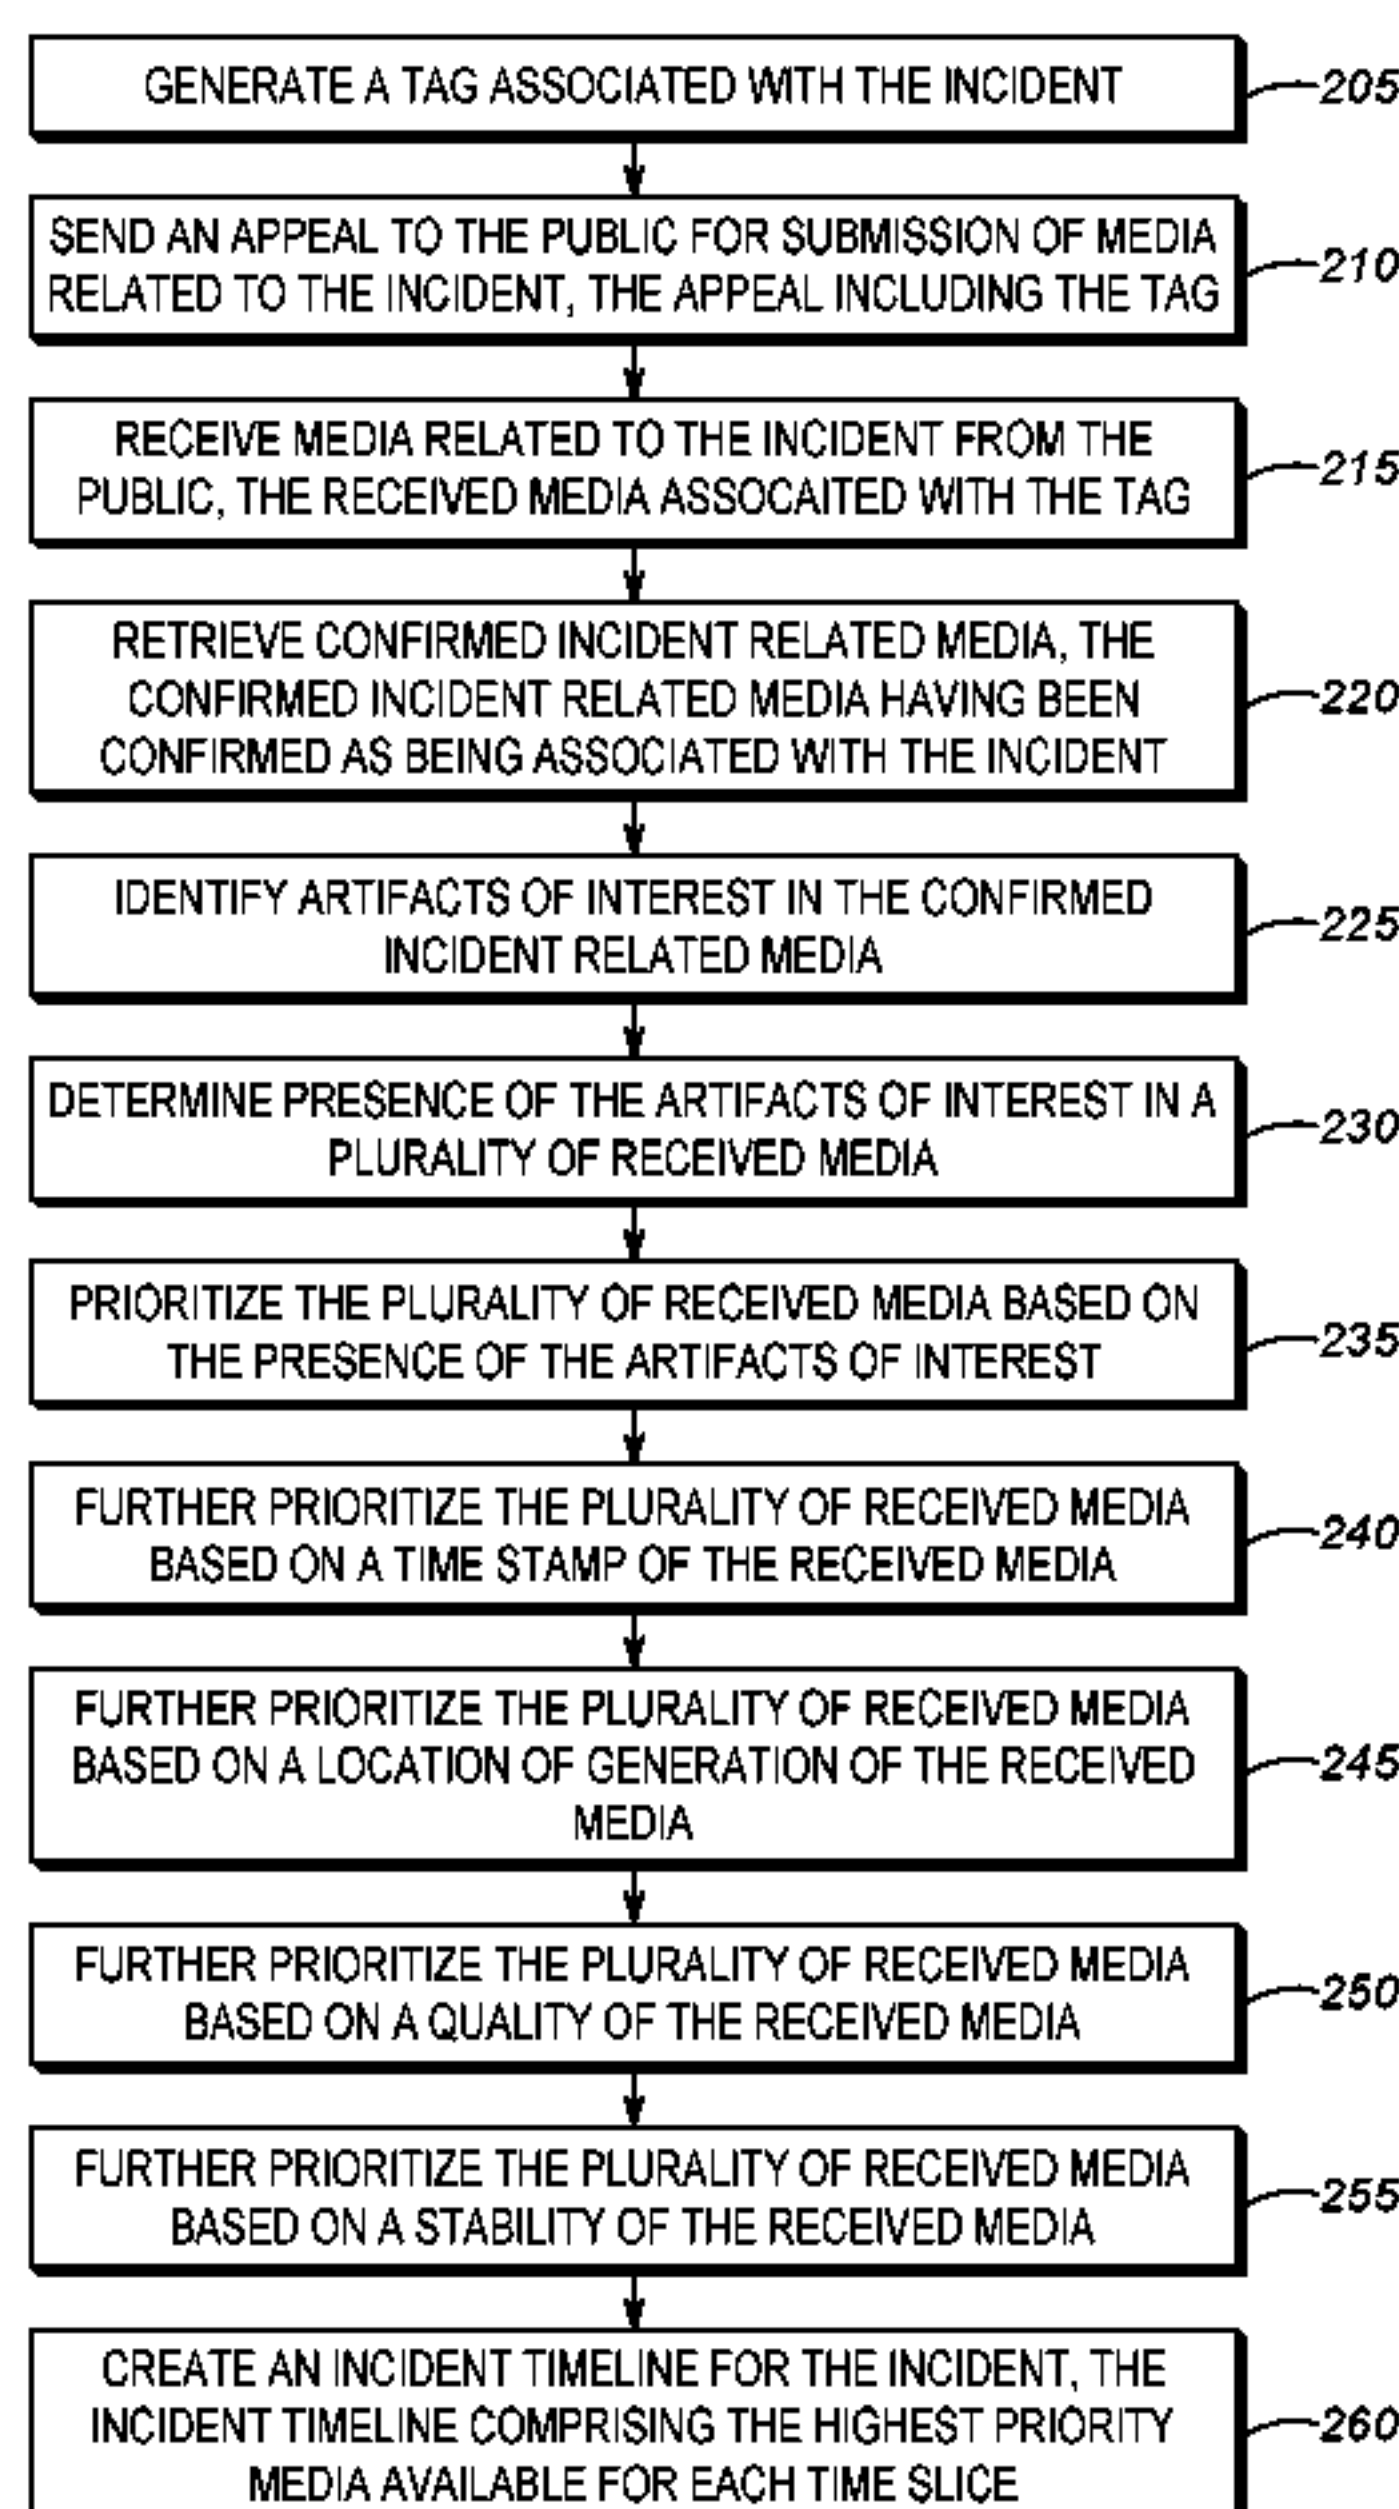 GENERATE A TAG ASSOCIATED WITH THE INCIDENT
205
SEND AN APPEAL TO THE PUBLIC FOR SUBMISSION OF MEDIA
RELATED TO THE INCIDENT, THE APPEAL INCLUDING THE TAG
210
RECEIVE MEDIA RELATED TO THE INCIDENT FROM THE
PUBLIC, THE RECEIVED MEDIA ASSOCAITED WITH THE TAG
215
RETRIEVE CONFIRMED INCIDENT RELATED MEDIA, THE
CONFIRMED INCIDENT RELATED MEDIA HAVING BEEN
CONFIRMED AS BEING ASSOCIATED WITH THE INCIDENT
220
IDENTIFY ARTIFACTS OF INTEREST IN THE CONFIRMED
INCIDENT RELATED MEDIA
225
DETERMINE PRESENCE OF THE ARTIFACTS OF INTEREST IN A
PLURALITY OF RECEIVED MEDIA
230
PRIORITIZE THE PLURALITY OF RECEIVED MEDIA BASED ON
THE PRESENCE OF THE ARTIFACTS OF INTEREST
235
FURTHER PRIORITIZE THE PLURALITY OF RECEIVED MEDIA
BASED ON A TIME STAMP OF THE RECEIVED MEDIA
240
FURTHER PRIORITIZE THE PLURALITY OF RECEIVED MEDIA
BASED ON A LOCATION OF GENERATION OF THE RECEIVED
MEDIA
245
FURTHER PRIORITIZE THE PLURALITY OF RECEIVED MEDIA
BASED ON A QUALITY OF THE RECEIVED MEDIA
250
FURTHER PRIORITIZE THE PLURALITY OF RECEIVED MEDIA
BASED ON A STABILITY OF THE RECEIVED MEDIA
255
CREATE AN INCIDENT TIMELINE FOR THE INCIDENT, THE
INCIDENT TIMELINE COMPRISING THE HIGHEST PRIORITY
MEDIA AVAILABLE FOR EACH TIME SLICE
260